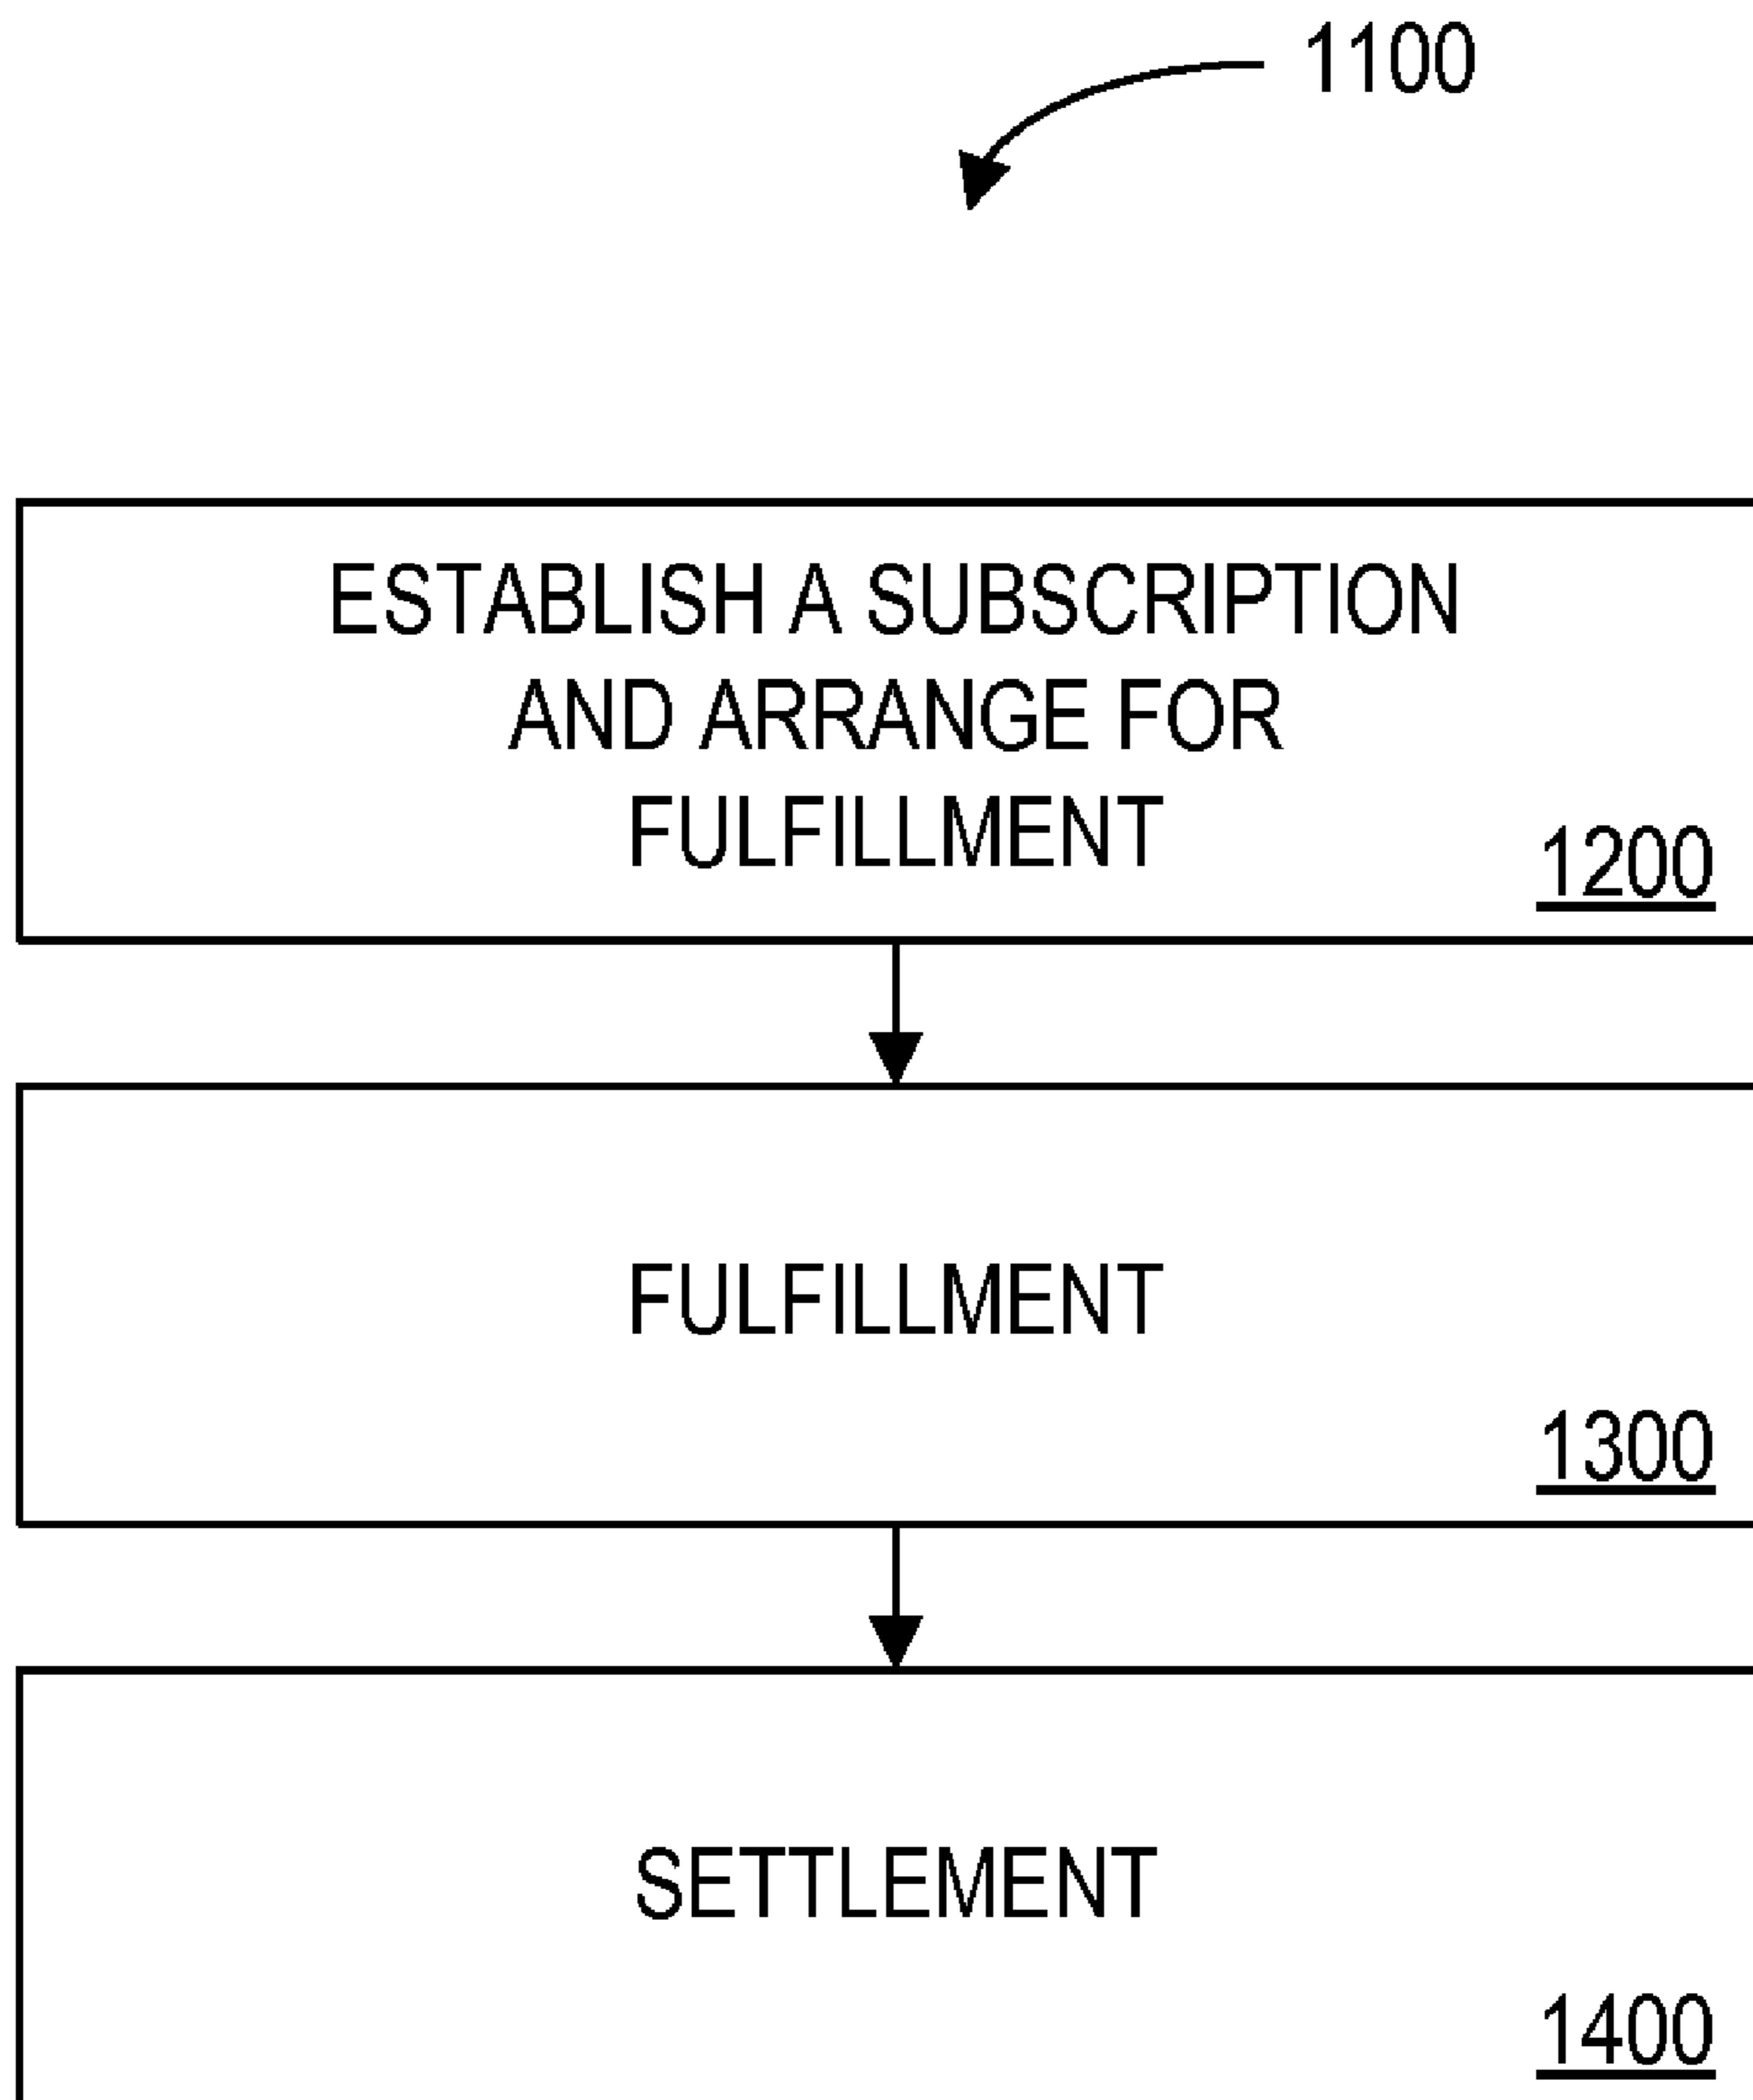 1100
ESTABLISH A SUBSCRIPTION
AND ARRANGE FOR
FULFILLMENT
1200
FULFILLMENT
1300
SETTLEMENT
1400